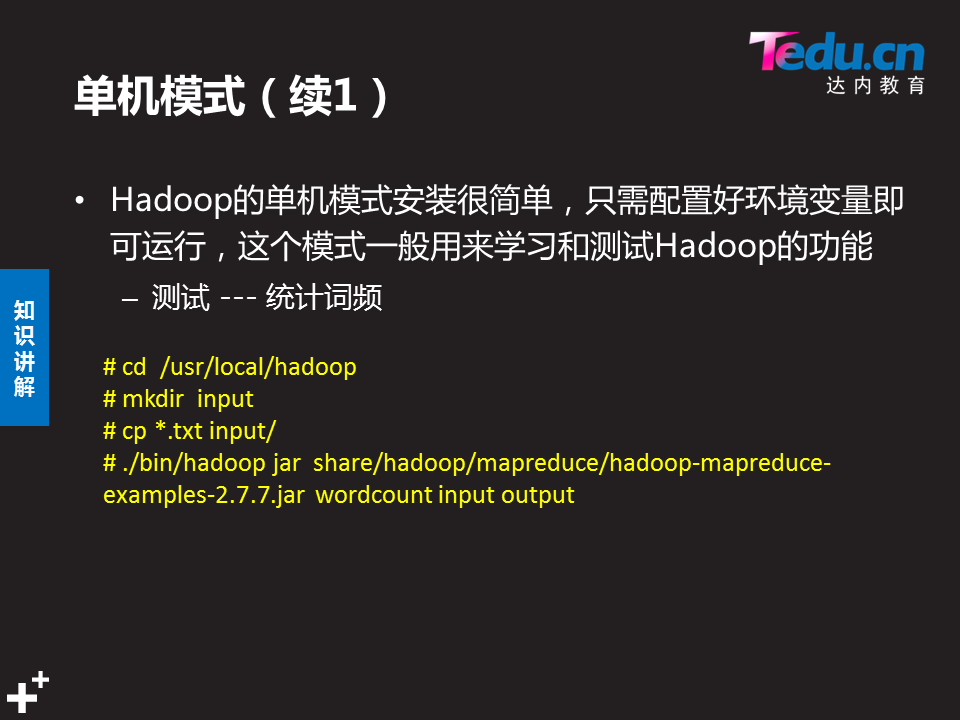 Tedu.cn
达内教育
单机模式（续1）
• Hadoop的单机模式安装很简单，只需配置好环境变量即
可运行，这个模式一般用来学习和测试Hadoop的功能
– 测试 --- 统计词频
知
识
讲
解
# cd  /usr/local/hadoop
# mkdir  input
# cp *.txt input/
# ./bin/hadoop jar  share/hadoop/mapreduce/hadoop-mapreduce-
examples-2.7.7.jar  wordcount input output